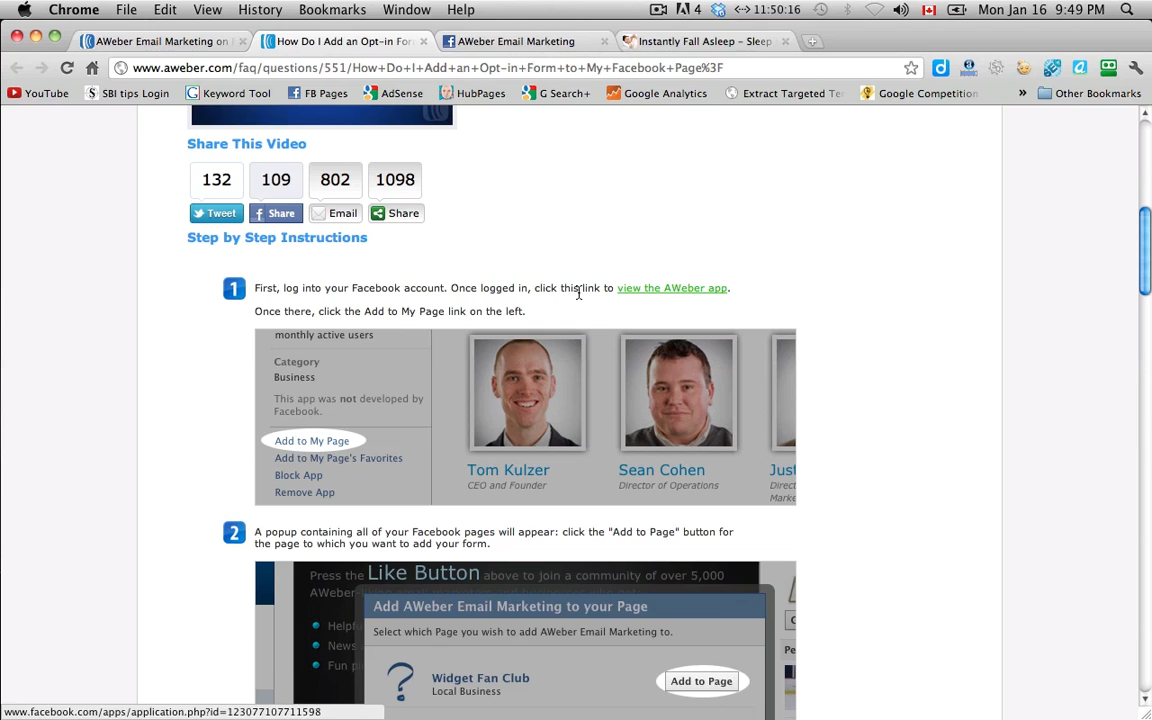 Chrome File Edit View History Bookmarks Window Help 4 11:50:16 Mon Jan 16 9:49 PM
AWeber Email Marketing on How Do I Add an Opt-in For AWeber Email Marketing Instantly Fall Asleep - Sleep
www.aweber.com/faq/questions/551/How+Do+I+Add+an+Opt-in+Form+to+My+Facebook+Page%3F
YouTube SBI tips Login Keyword Tool FB Pages AdSense HubPages G Search+ Google Analytics Extract Targeted Te Google Competition » Other Bookmarks
Share This Video
132 109 802 1098
Tweet Share Email Share
Step by Step Instructions
1 First, log into your Facebook account. Once logged in, click this link to view the AWeber app.
Once there, click the Add to My Page link on the left.
monthly active users
Category
Business
This app was not developed by
Facebook.
Add to My Page
Add to My Page's Favorites
Block App
Remove App
Tom Kulzer Sean Cohen Just
CEO and Founder Director of Operations Direc
Marke
2 A popup containing all of your Facebook pages will appear: click the "Add to Page" button for
the page to which you want to add your form.
Press the Like Button above to join a community of over 5,000
Add AWeber Email Marketing to your Page
Select which Page you wish to add AWeber Email Marketing to.
Widget Fan Club
Local Business
Add to Page
www.facebook.com/apps/application.php?id=123077107711598